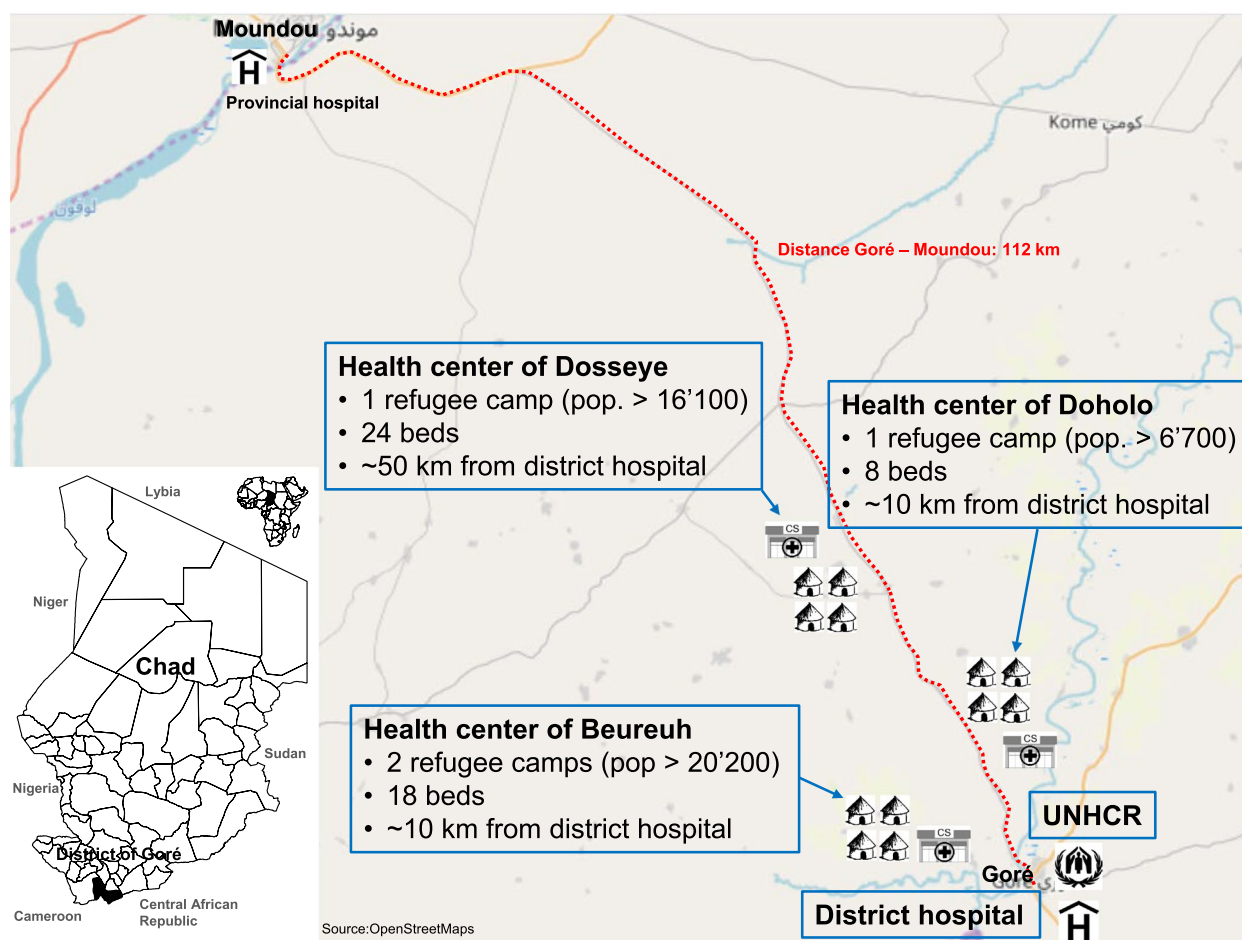 Moundou موندو
H
Provincial hospital
Kome كومي
لوقون
Distance Goré – Moundou: 112 km
Health center of Dosseye
• 1 refugee camp (pop. > 16’100)
• 24 beds
• ~50 km from district hospital
Health center of Doholo
• 1 refugee camp (pop. > 6’700)
• 8 beds
• ~10 km from district hospital
CS
Lybia
Niger
Chad
Sudan
Nigeria
District of Goré
Cameroon
Central African
Republic
CS
Health center of Beureuh
• 2 refugee camps (pop > 20’200)
• 18 beds
• ~10 km from district hospital
CS
UNHCR
Goré
District hospital
H
Source:OpenStreetMaps